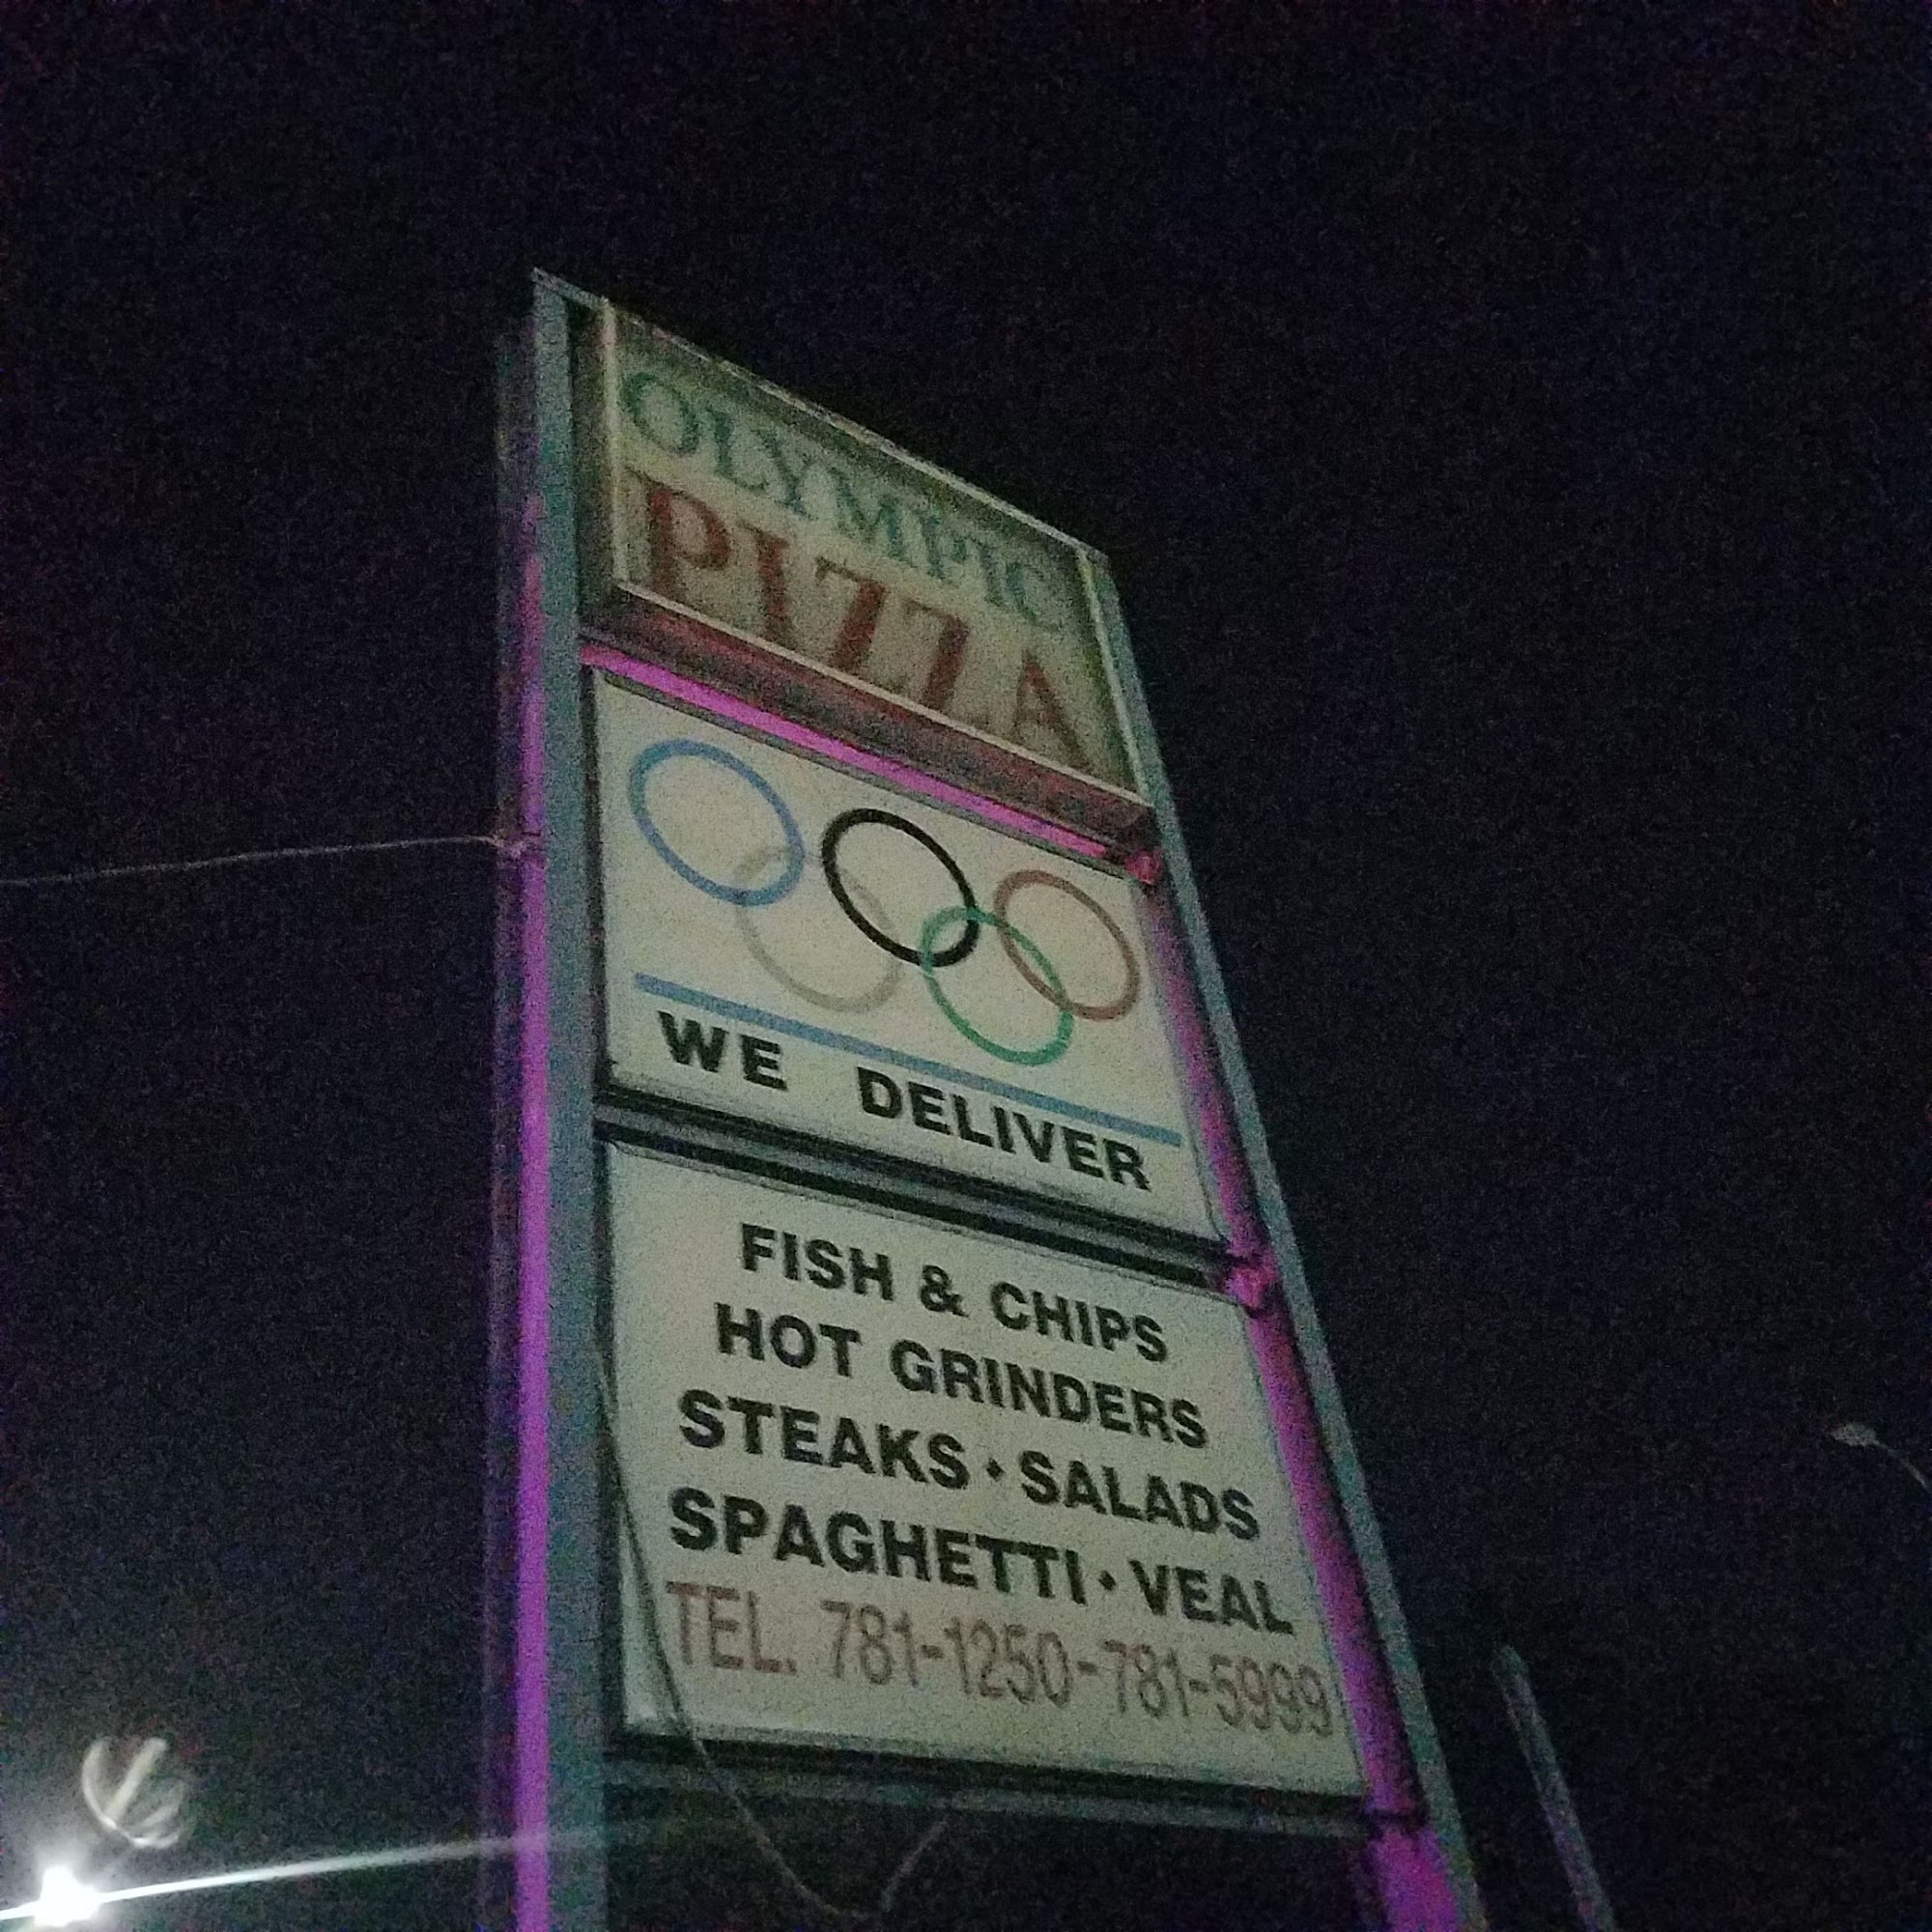 OLYMPIC
PIZZA
WE DELIVER
FISH & CHIPS
HOT GRINDERS
STEAKS • SALADS
SPAGHETTI • VEAL
TEL. 781-1250-781-5999